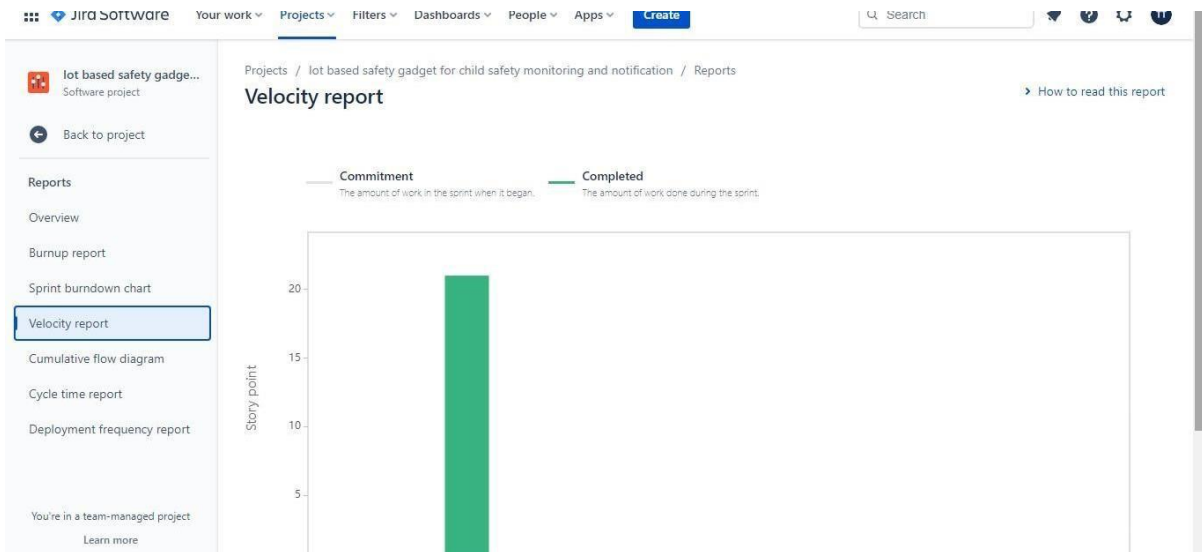 Jira Software Your work Projects Filters Dashboards People Apps Create Search
Iot based safety gadge...
Software project
Back to project
Reports
Overview
Burnup report
Sprint burndown chart
Velocity report
Cumulative flow diagram
Cycle time report
Deployment frequency report
You're in a team-managed project
Learn more
Projects / Iot based safety gadget for child safety monitoring and notification / Reports
Velocity report
How to read this report
Commitment
The amount of work in the sprint when it began.
Completed
The amount of work done during the sprint.
Story point
20
15
10
5